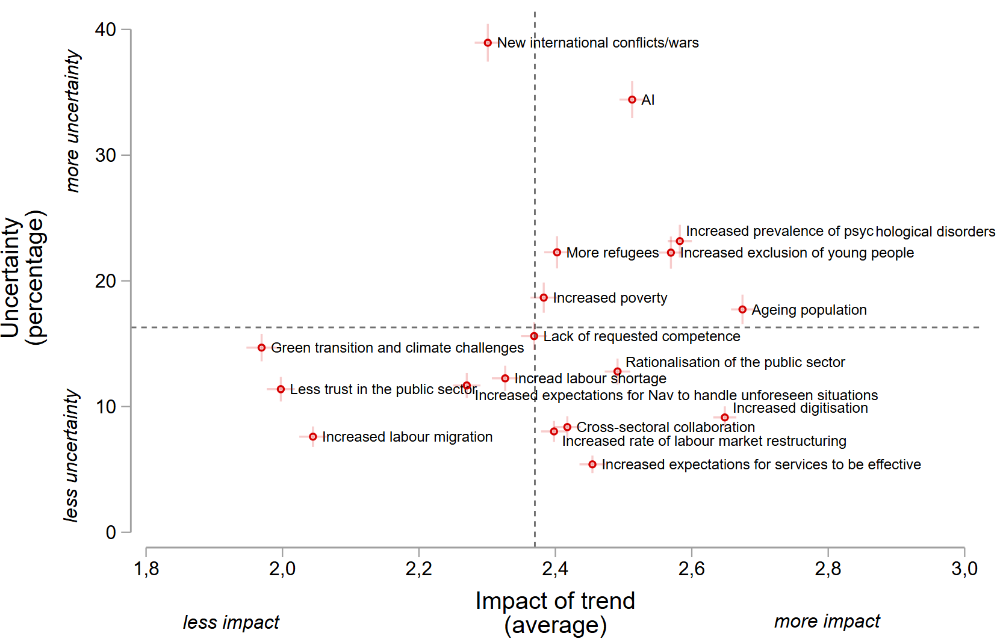 40
30
20
10
0
more uncertainty
less uncertainty
Uncertainty
(percentage)
New international conflicts/wars
AI
Increased prevalence of psychological disorders
More refugees
Increased exclusion of young people
Increased poverty
Ageing population
Lack of requested competence
Green transition and climate challenges
Rationalisation of the public sector
Incread labour shortage
Less trust in the public sector
Increased expectations for Nav to handle unforeseen situations
Increased digitisation
Cross-sectoral collaboration
Increased labour migration
Increased rate of labour market restructuring
Increased expectations for services to be effective
1,8 2,0 2,2 2,4 2,6 2,8 3,0
Impact of trend
(average)
less impact
more impact